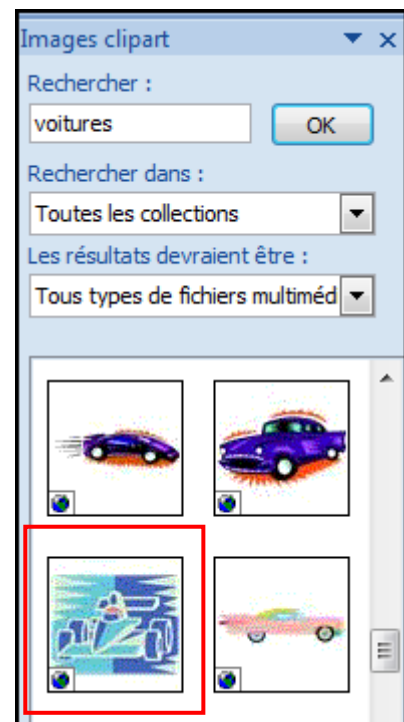 Images clipart
Rechercher :
voitures
OK
Rechercher dans :
Toutes les collections
Les résultats devraient être :
Tous types de fichiers multiméd